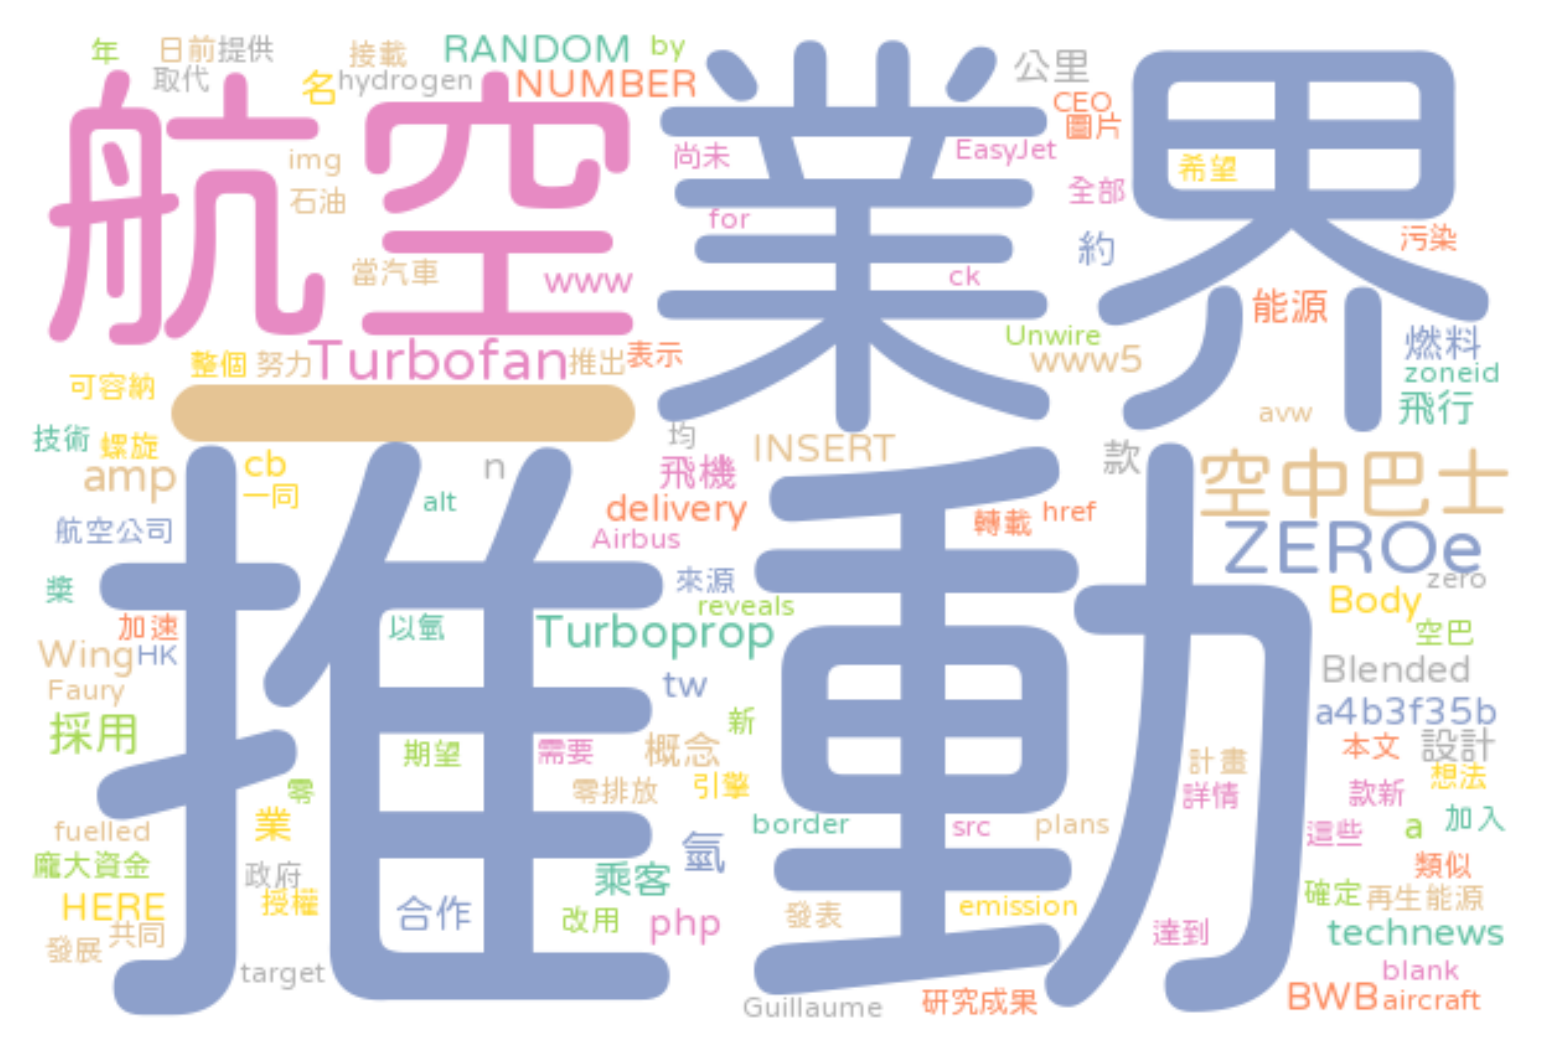 年 日前 提供 接載 RANDOM by
取代 名 hydrogen NUMBER 公里
航空 業界
CEO
圖片
img 尚未 EasyJet 希望
石油 for 全部
當汽車 www ck 約 污染
能源
整個 努力 Turbofan 推出 表示 Unwire 燃料
www5 zoneid
可容納 一 avw 飛行
技術 螺旋 均 INSERT 款
amp cb n 飛機 空中巴士
一同 alt delivery 轉載 href
航空公司 Airbus ZEROe
推動
槳 來源 zero
reveals Body
加速 以氫 Turboprop 空巴
Wing HK Blended
Faury tw a4b3f35b
採用 新 本文 設計
期望 需要 概念 計畫 想法
零 零排放 引擎 詳情 款新
fuelled 業 border src plans 這些 a 加入
龐大資金 政府 氫 類似
乘客 確定 再生能源
HERE 授權 合作 改用 php 發表 emission
發展 共同 達到 technews
target blank
Guillaume 研究成果 BWB aircraft